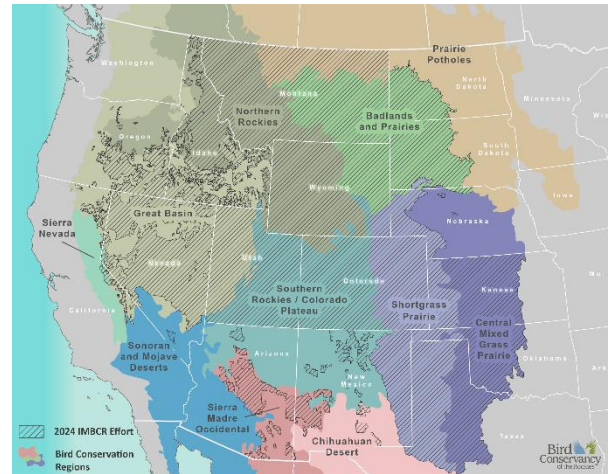 Washington
Montana
Prairie
Potholes
North
Dakota
Minnesota
Northern
Rockies
Badlands
and Prairies
Oregon
Idaho
South
Dakota
Wyoming
Iowa
Great Basin
Sierra
Nevada
Nebraska
Nevada
Utah
Colorado
California
Southern
Rockies / Colorado
Plateau
Shortgrass
Prairie
Kansas
Central
Mixed
Grass
Prairie
Sonoran
and Mojave
Deserts
Arizona
New
Mexico
Oklahoma
Sierra
Madre
Occidental
Texas
Chihuahuan
Desert
2024 IMBCR Effort
Bird Conservation
Regions
Bird
Conservancy